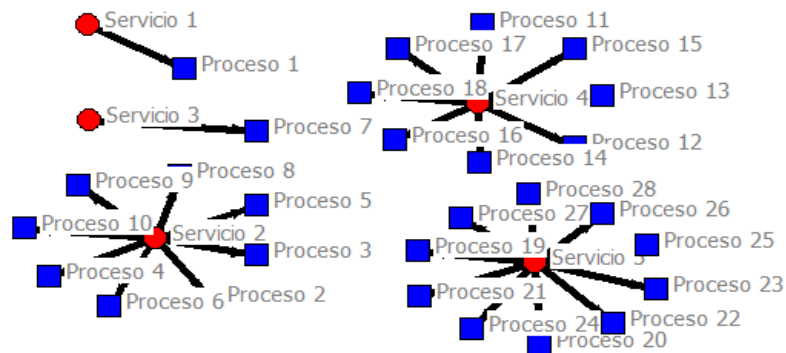 Servicio 1
Proceso 1
Servicio 3
Proceso 7
Proceso 8
Proceso 9
Proceso 5
Proceso 10
Servicio 2
Proceso 3
Proceso 4
Proceso 6
Proceso 2
Proceso 11
Proceso 17
Proceso 15
Proceso 18
Servicio 4
Proceso 13
Proceso 16
Proceso 12
Proceso 14
Proceso 28
Proceso 27
Proceso 26
Proceso 19
Servicio 5
Proceso 25
Proceso 21
Proceso 23
Proceso 24
Proceso 22
Proceso 20